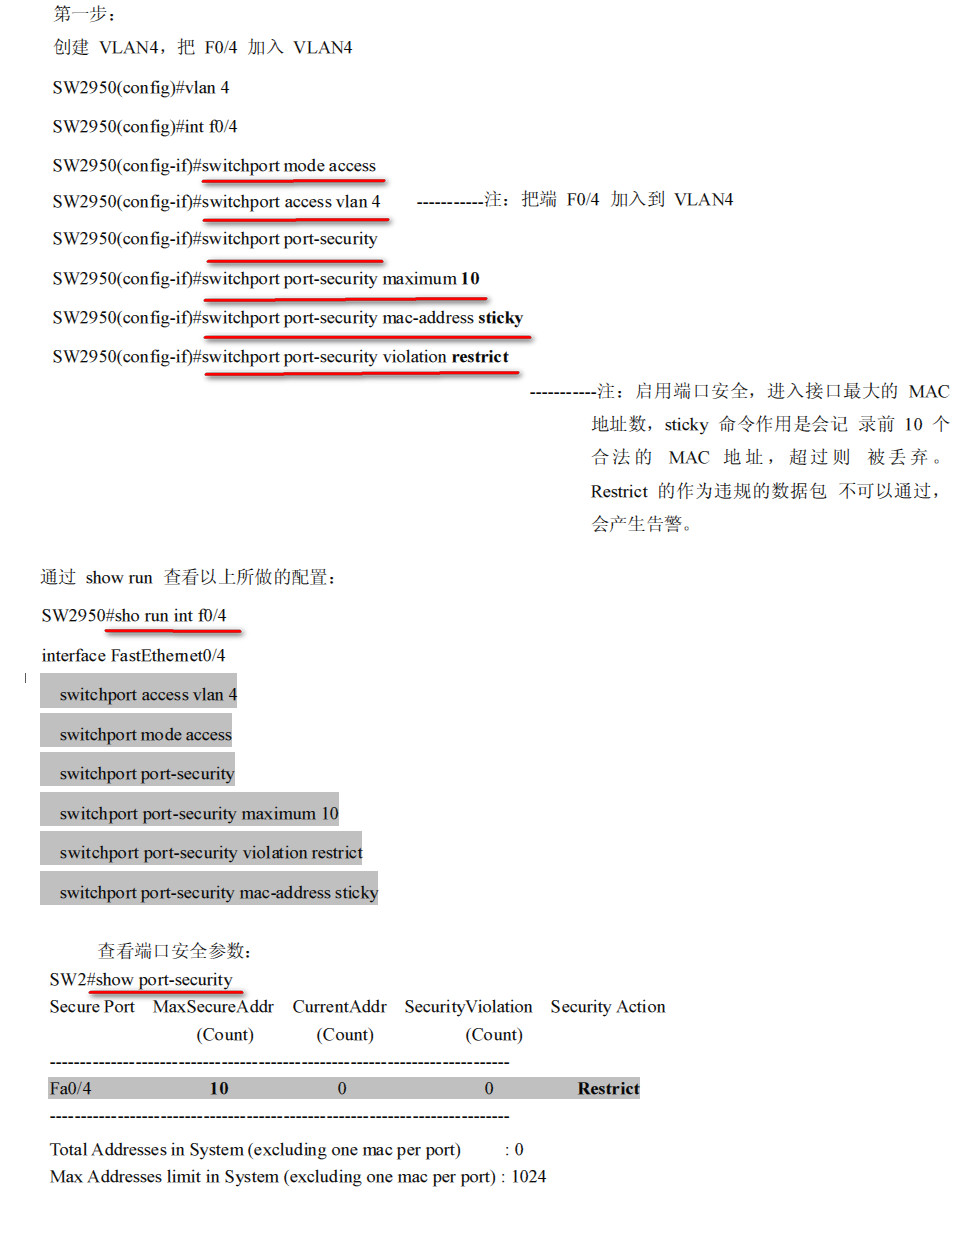 第一步：
创建 VLAN4，把 F0/4 加入 VLAN4
SW2950(config)#vlan 4
SW2950(config)#int f0/4
SW2950(config-if)#switchport mode access
SW2950(config-if)#switchport access vlan 4 -----------注：把端 F0/4 加入到 VLAN4
SW2950(config-if)#switchport port-security
SW2950(config-if)#switchport port-security maximum 10
SW2950(config-if)#switchport port-security mac-address sticky
SW2950(config-if)#switchport port-security violation restrict
-----------注：启用端口安全，进入接口最大的 MAC
地址数，sticky 命令作用是会记 录前 10 个
合法的 MAC 地址，超过则 被丢弃。
Restrict 的作为违规的数据包 不可以通过，
会产生告警。
通过 show run 查看以上所做的配置：
SW2950#sho run int f0/4
interface FastEthernet0/4
switchport access vlan 4
switchport mode access
switchport port-security
switchport port-security maximum 10
switchport port-security violation restrict
switchport port-security mac-address sticky
查看端口安全参数：
SW2#show port-security
Secure Port MaxSecureAddr CurrentAddr SecurityViolation Security Action
(Count) (Count) (Count)
---------------------------------------------------------------------------
Fa0/4 10 0 0 Restrict
---------------------------------------------------------------------------
Total Addresses in System (excluding one mac per port) : 0
Max Addresses limit in System (excluding one mac per port) : 1024